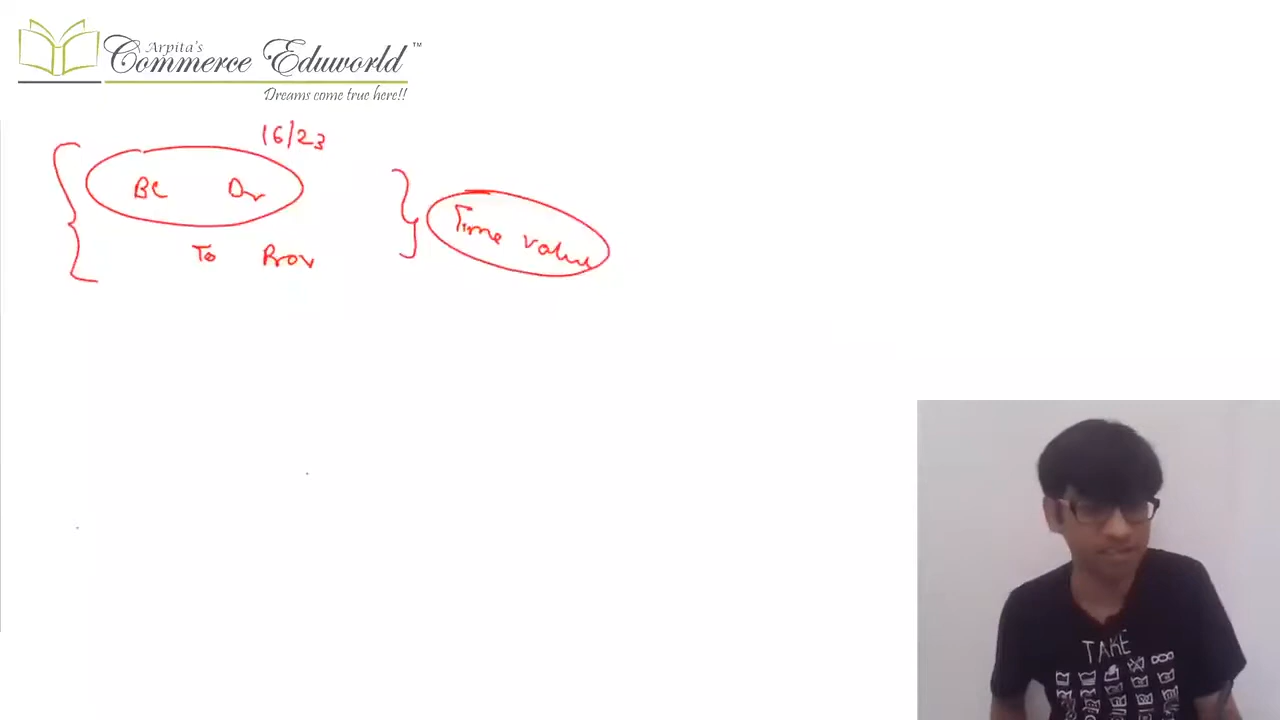 Arpita's
Commerce Eduworld™
Dreams come true here!!
16/23
BC Dr
To Prov
Time value
TAKE